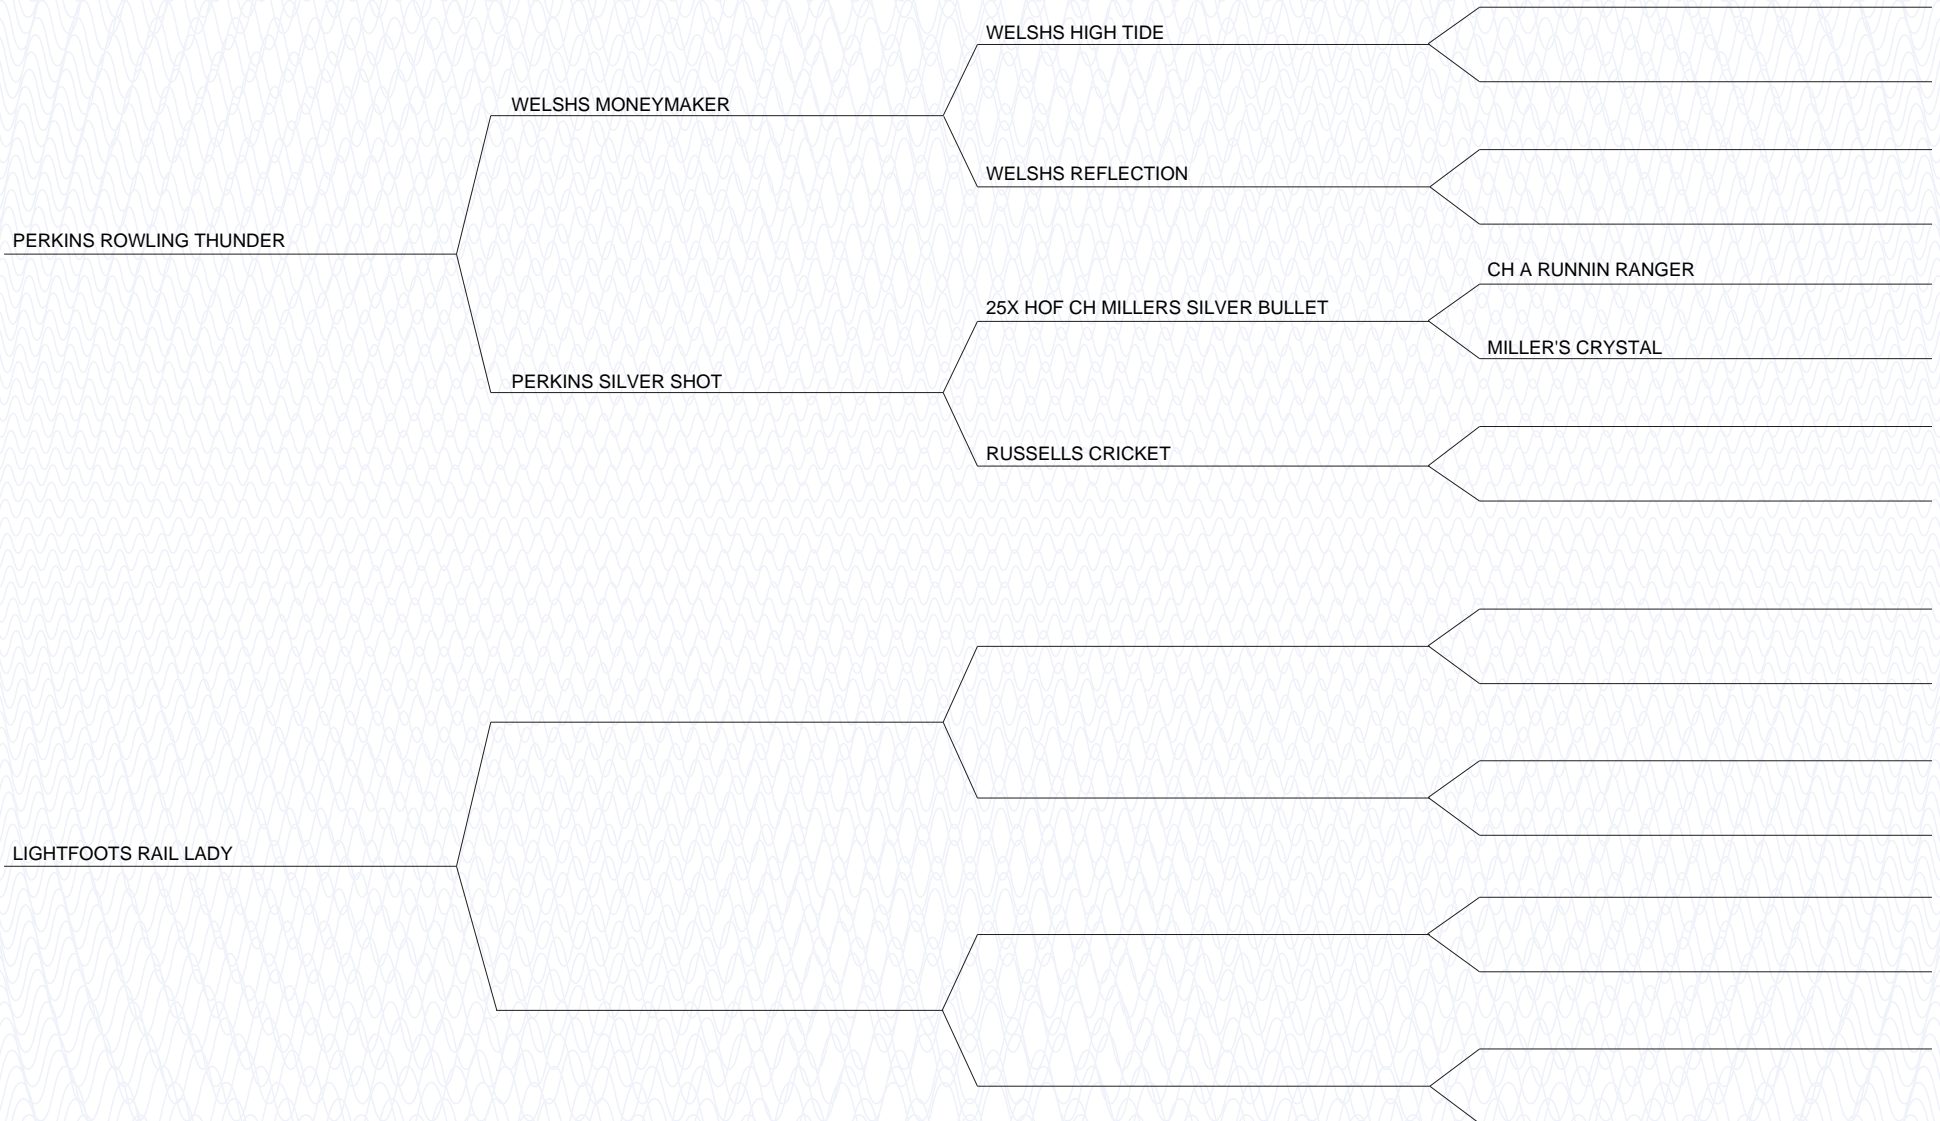 WELSHS HIGH TIDE
WELSHS MONEYMAKER
WELSHS REFLECTION
PERKINS ROWLING THUNDER
CH A RUNNIN RANGER
25X HOF CH MILLERS SILVER BULLET
MILLER'S CRYSTAL
PERKINS SILVER SHOT
RUSSELLS CRICKET
LIGHTFOOTS RAIL LADY